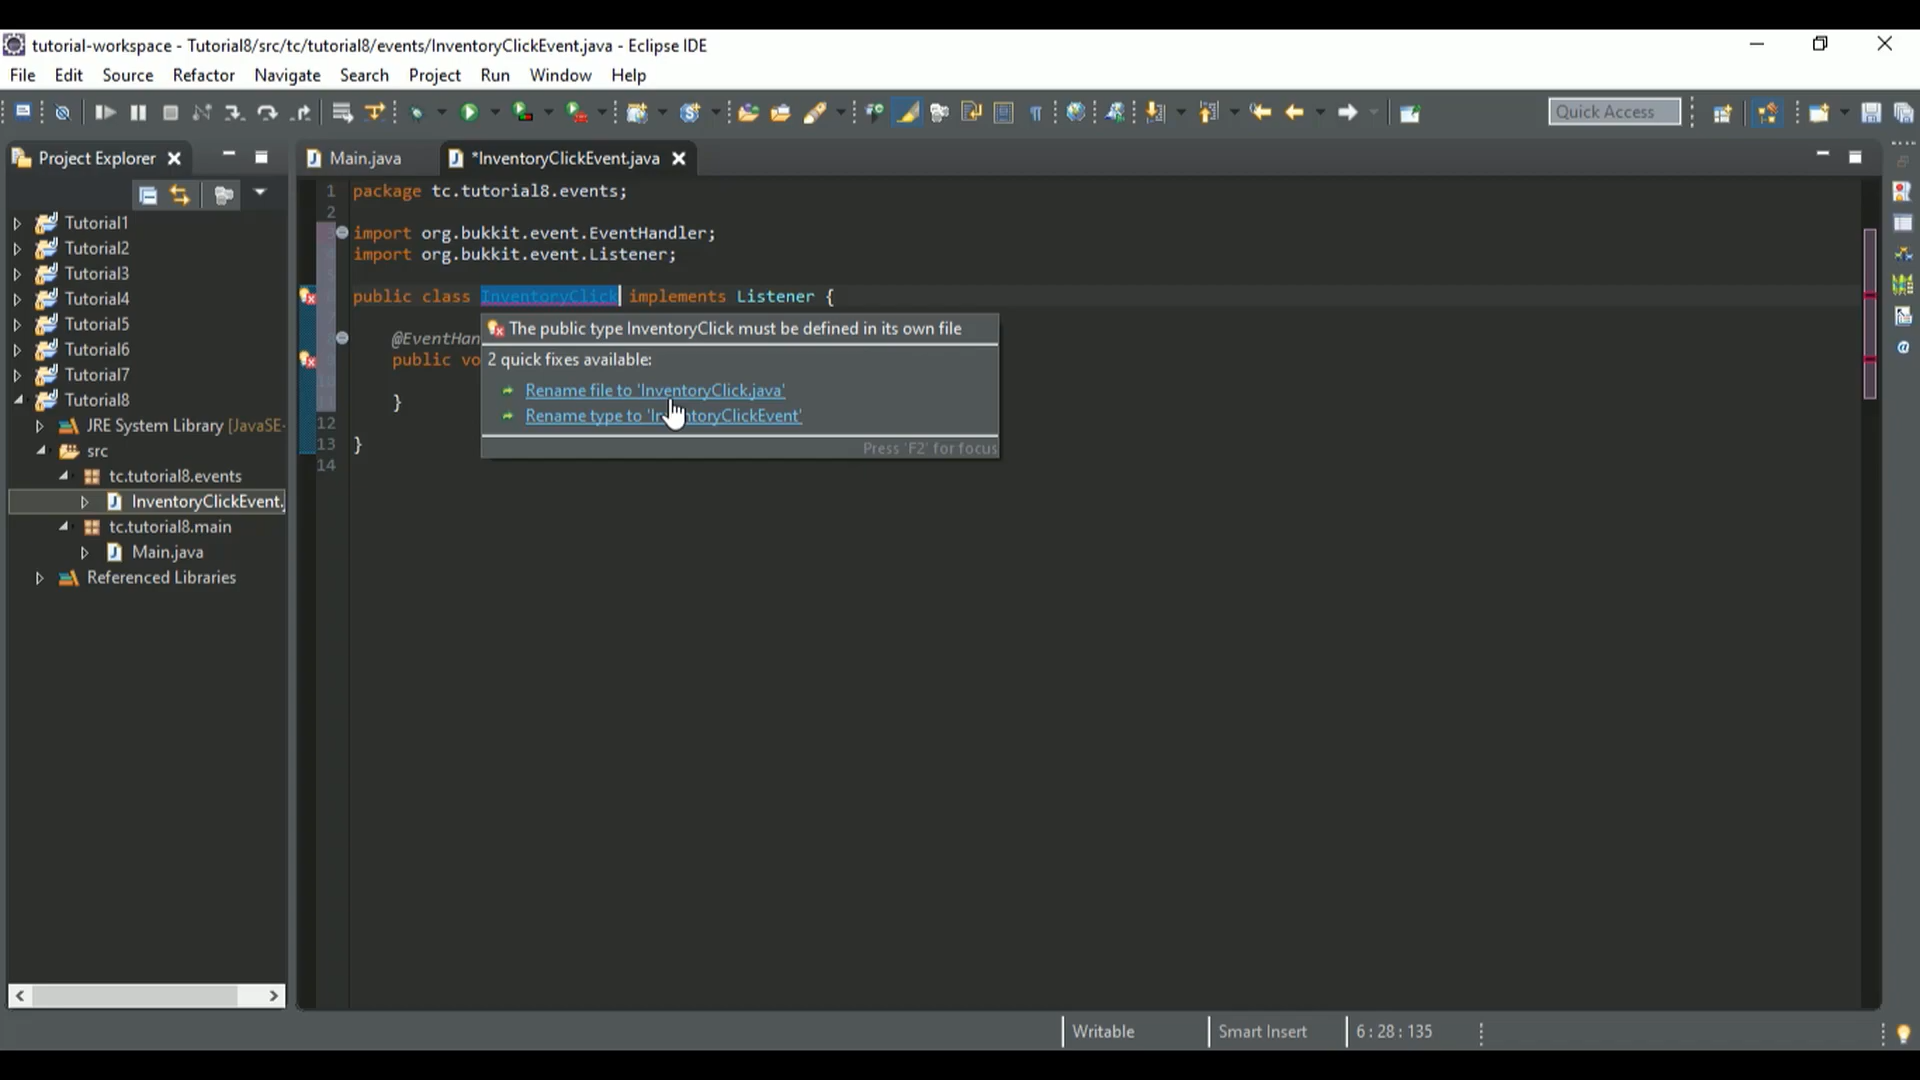 tutorial-workspace - Tutorial8/src/tc/tutorial8/events/InventoryClickEvent.java - Eclipse IDE
File Edit Source Refactor Navigate Search Project Run Window Help
Quick Access
Project Explorer
Main.java
*InventoryClickEvent.java
Tutorial1
Tutorial2
Tutorial3
Tutorial4
Tutorial5
Tutorial6
Tutorial7
Tutorial8
JRE System Library [JavaSE-
src
tc.tutorial8.events
InventoryClickEvent.
tc.tutorial8.main
Main.java
Referenced Libraries
1 package tc.tutorial8.events;
2
import org.bukkit.event.EventHandler;
import org.bukkit.event.Listener;
public class InventoryClick implements Listener {
@EventHan
public vo
}
12
13 }
14
The public type InventoryClick must be defined in its own file
2 quick fixes available:
Rename file to 'InventoryClick.java'
Rename type to 'InventoryClickEvent'
Press 'F2' for focus
Writable
Smart Insert
6 : 28 : 135